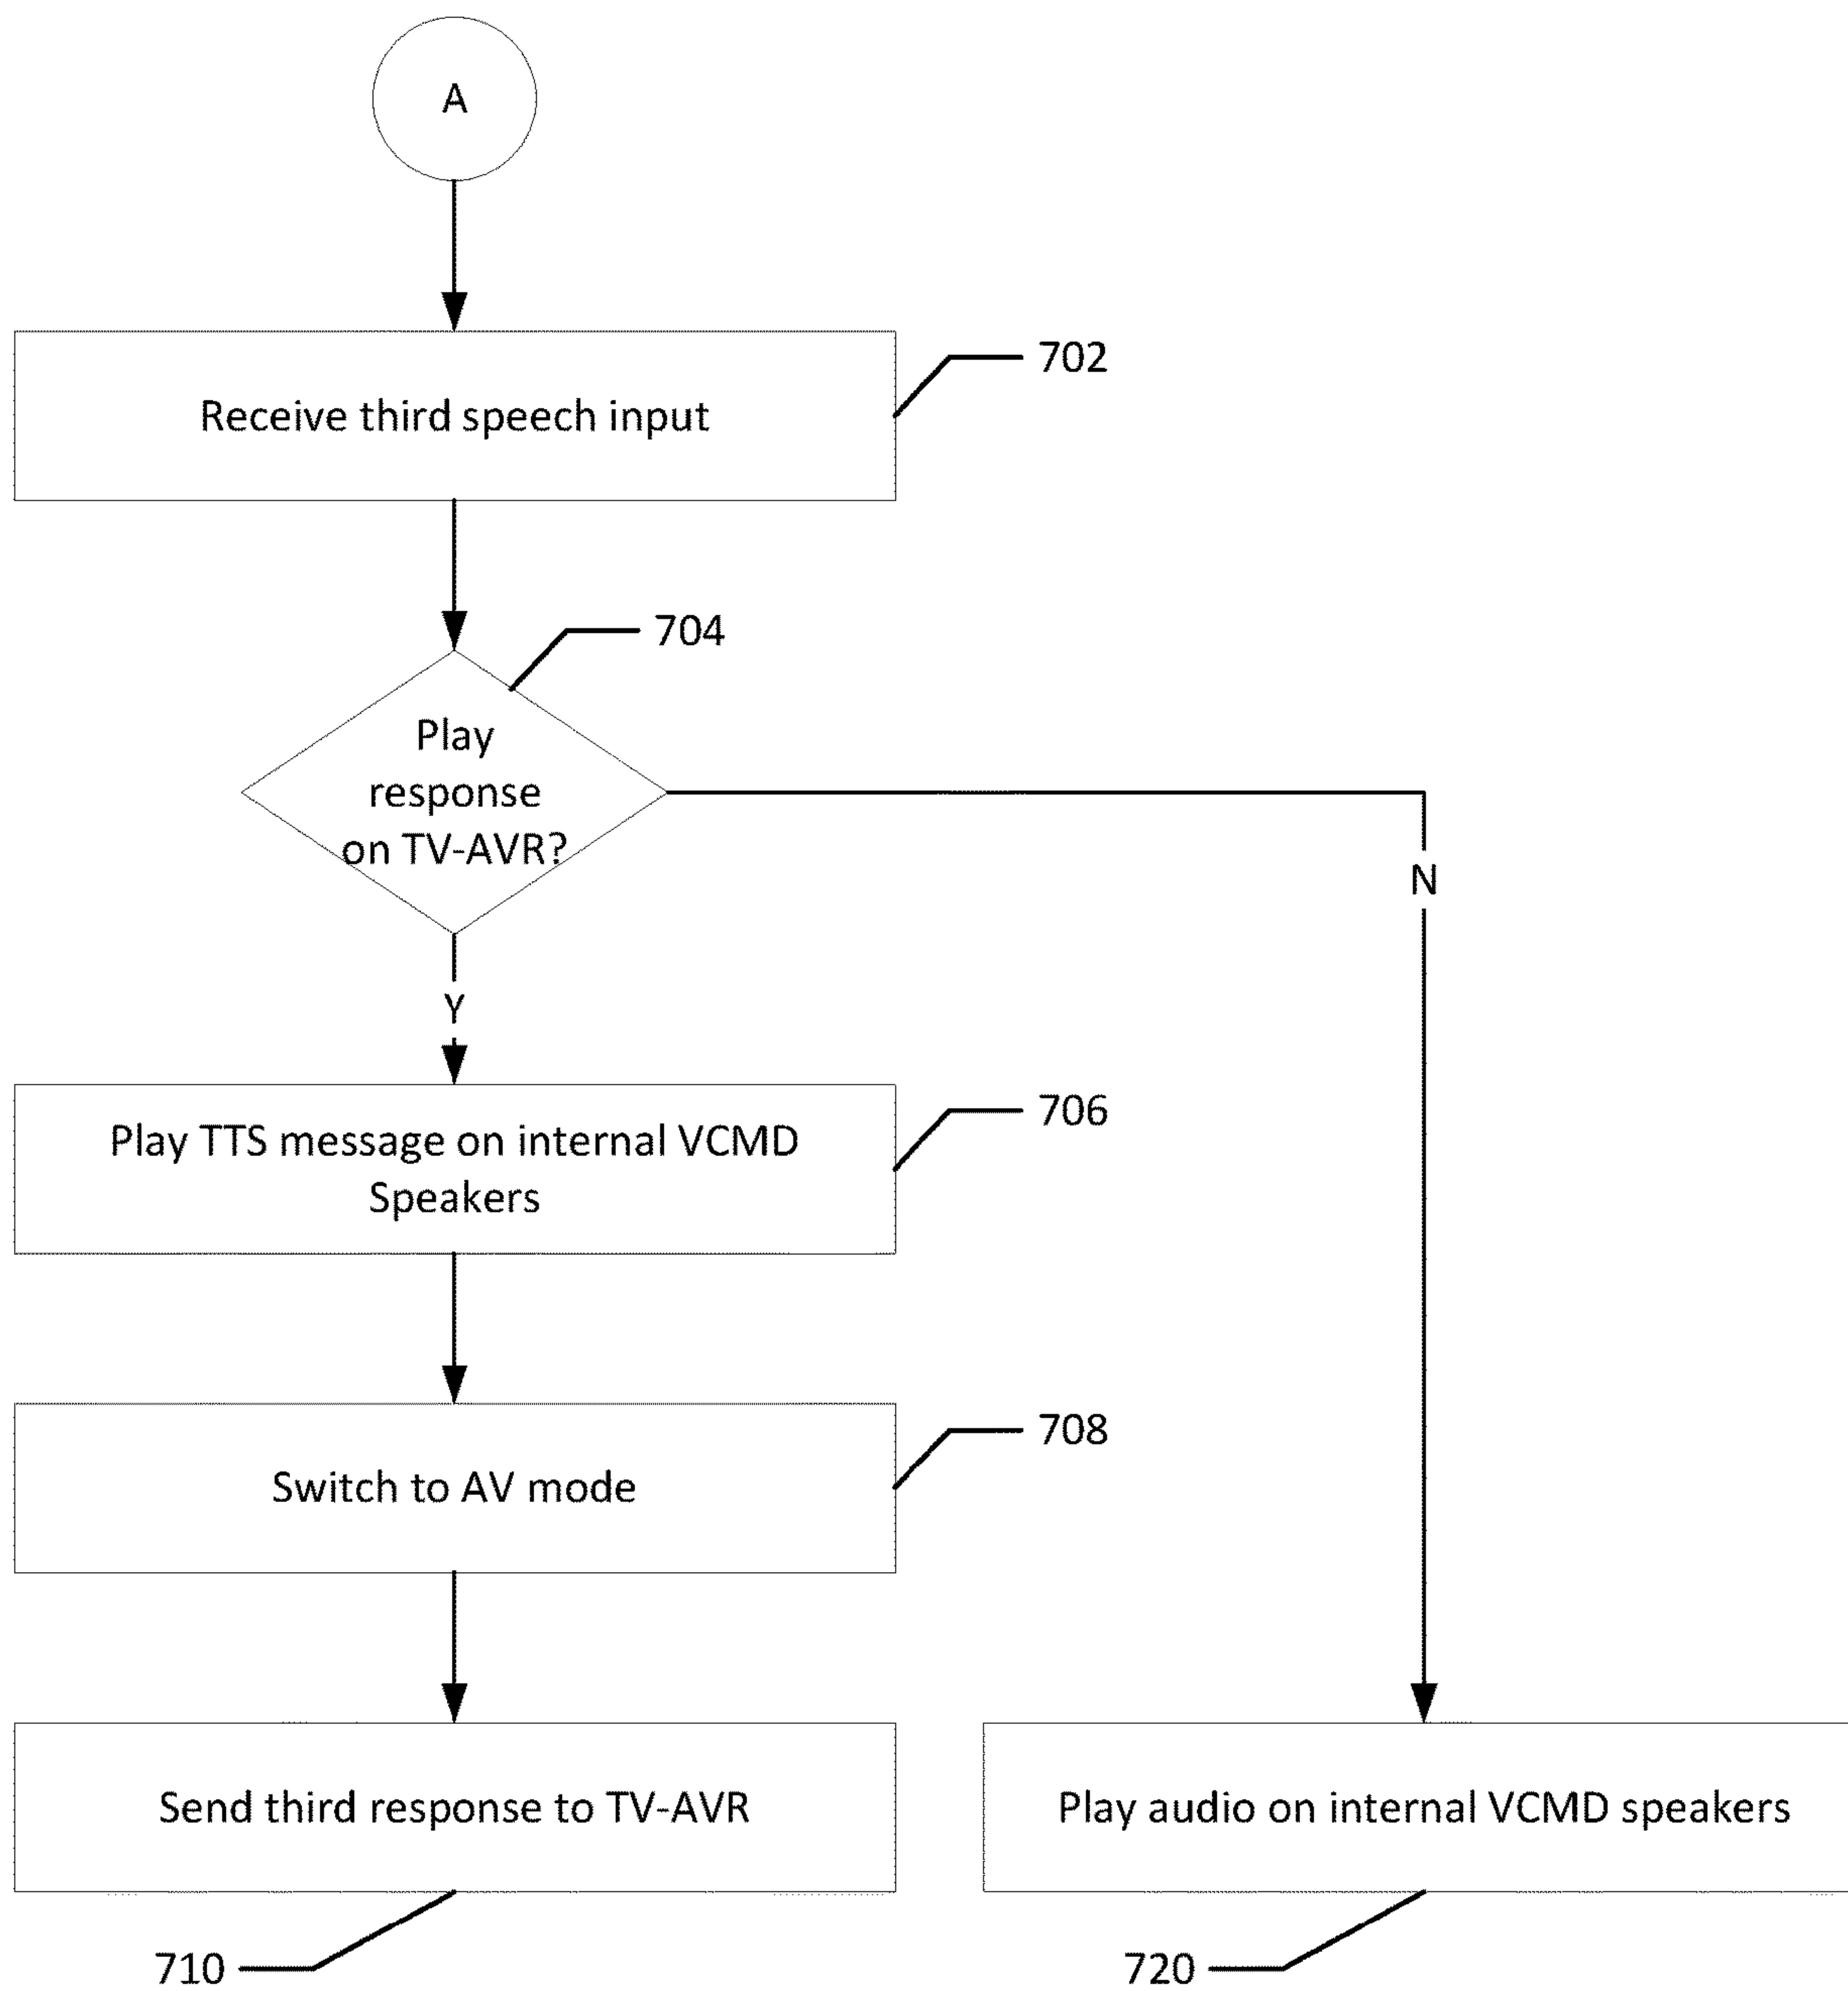 A
702
Receive third speech input
704
Play
response
on TV-AVR?
N
Y
706
Play TTS message on internal VCMD
Speakers
708
Switch to AV mode
Send third response to TV-AVR
Play audio on internal VCMD speakers
710
720